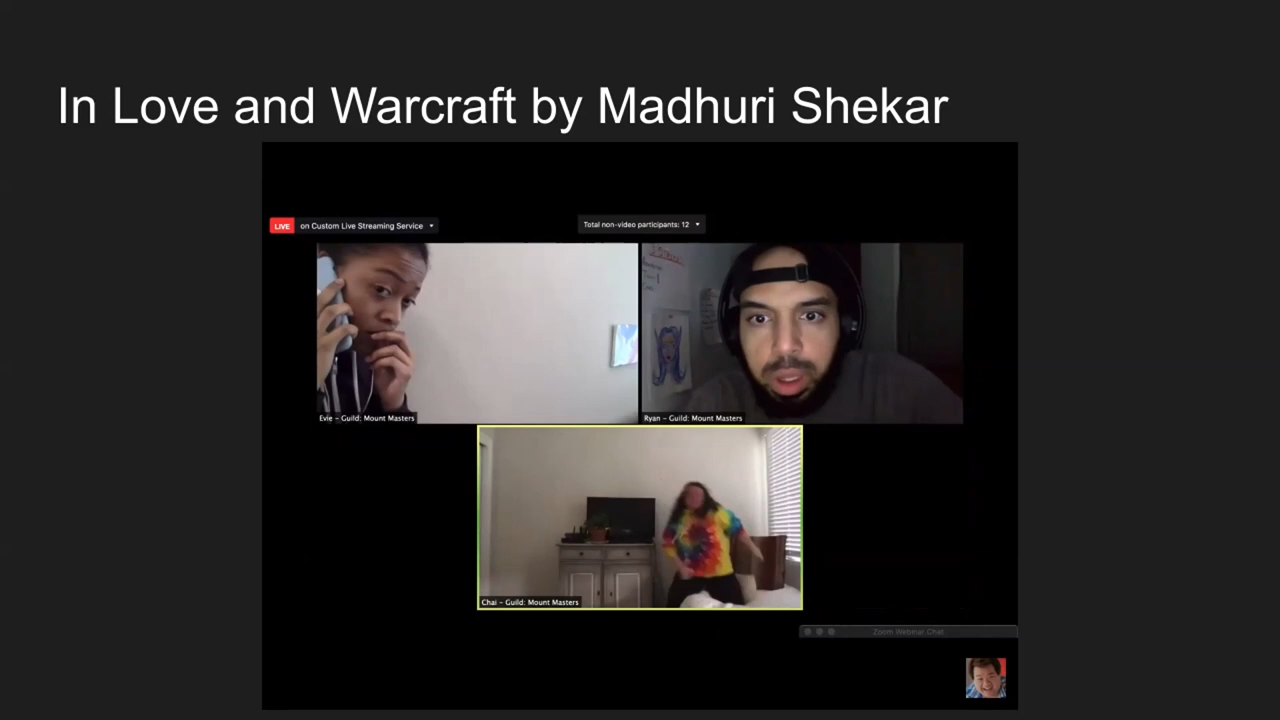 In Love and Warcraft by Madhuri Shekar
LIVE on Custom Live Streaming Service
Total non-video participants: 12
Evie – Guild: Mount Masters
Ryan – Guild: Mount Masters
Chai – Guild: Mount Masters
Zoom Webinar Chat